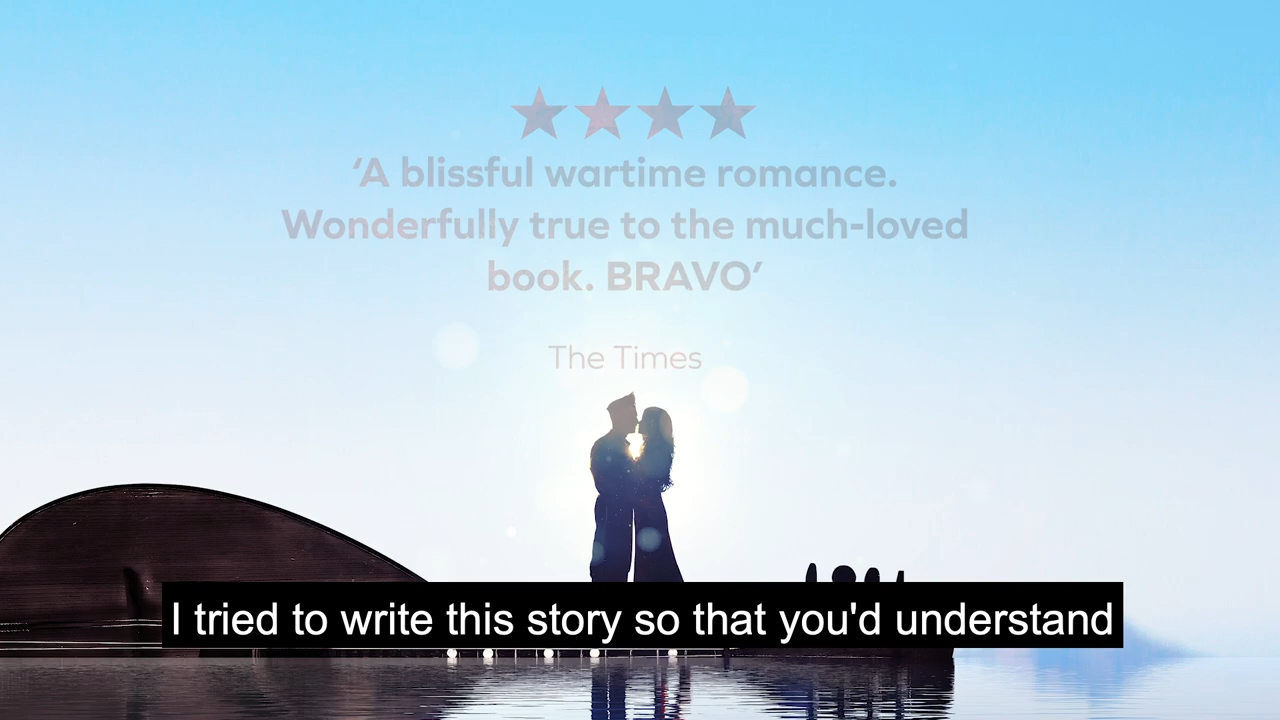 ‘A blissful wartime romance.
Wonderfully true to the much-loved
book. BRAVO’
The Times
I tried to write this story so that you'd understand